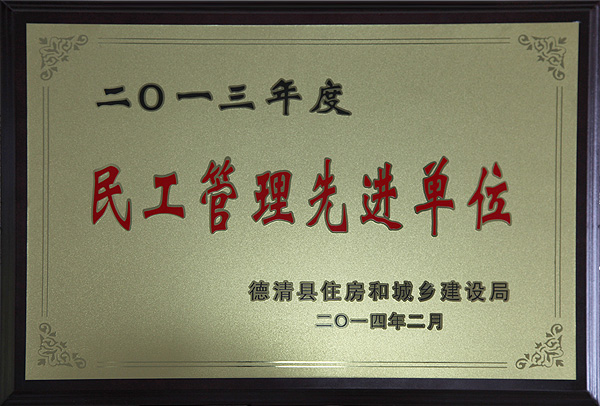 二〇一三年度
民工管理先进单位
德清县住房和城乡建设局
二〇一四年二月